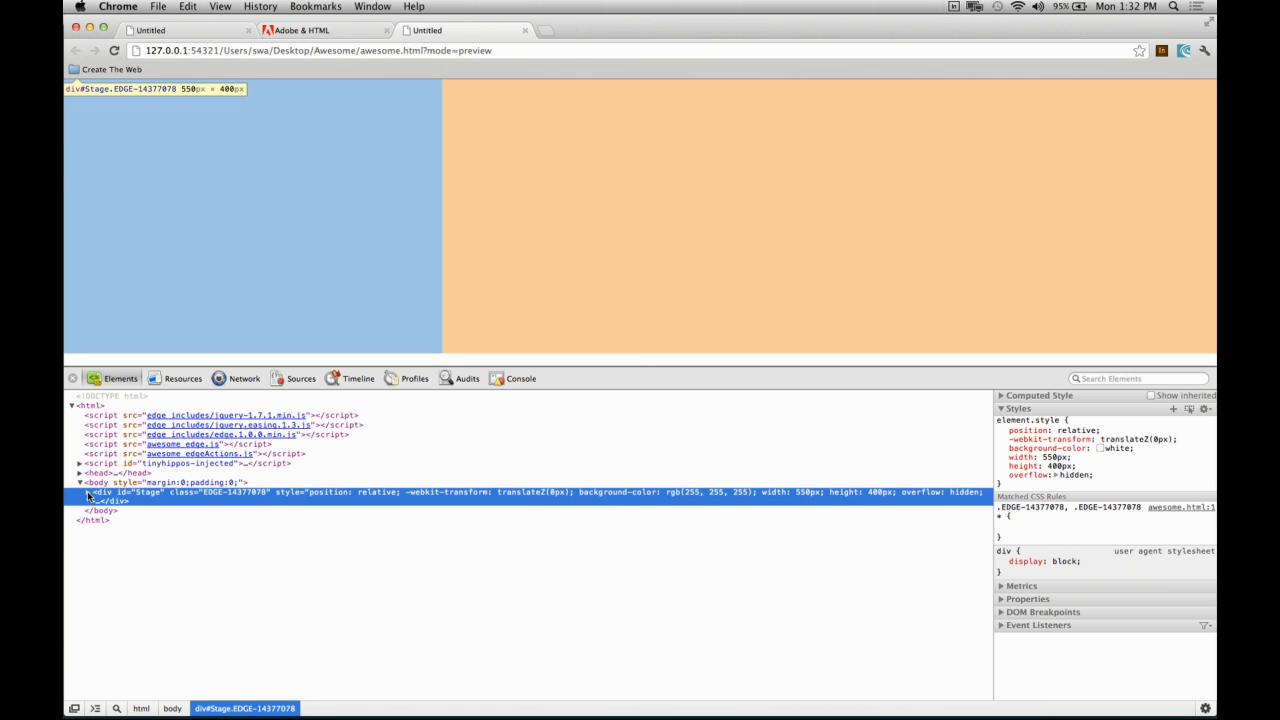 Chrome File Edit View History Bookmarks Window Help 95% Mon 1:32 PM
Untitled Adobe & HTML Untitled
127.0.0.1:54321/Users/swa/Desktop/Awesome/awesome.html?mode=preview
Create The Web
div#Stage.EDGE-14377078 550px × 400px
Elements Resources Network Sources Timeline Profiles Audits Console Search Elements
<!DOCTYPE html>
<html>
<script src="edge_includes/jquery-1.7.1.min.js"></script>
<script src="edge_includes/jquery.easing.1.3.js"></script>
<script src="edge_includes/edge.1.0.0.min.js"></script>
<script src="awesome_edge.js"></script>
<script src="awesome_edgeActions.js"></script>
<script id="tinyhippos-injected">…</script>
<head>…</head>
<body style="margin:0;padding:0;">
<div id="Stage" class="EDGE-14377078" style="position: relative; -webkit-transform: translateZ(0px); background-color: rgb(255, 255, 255); width: 550px; height: 400px; overflow: hidden;
…</div>
</body>
</html>
Computed Style Show inherited
Styles
element.style {
position: relative;
-webkit-transform: translateZ(0px);
background-color: white;
width: 550px;
height: 400px;
overflow: hidden;
}
Matched CSS Rules
.EDGE-14377078, .EDGE-14377078 awesome.html:1
* {
}
div { user agent stylesheet
display: block;
}
Metrics
Properties
DOM Breakpoints
Event Listeners
html body div#Stage.EDGE-14377078